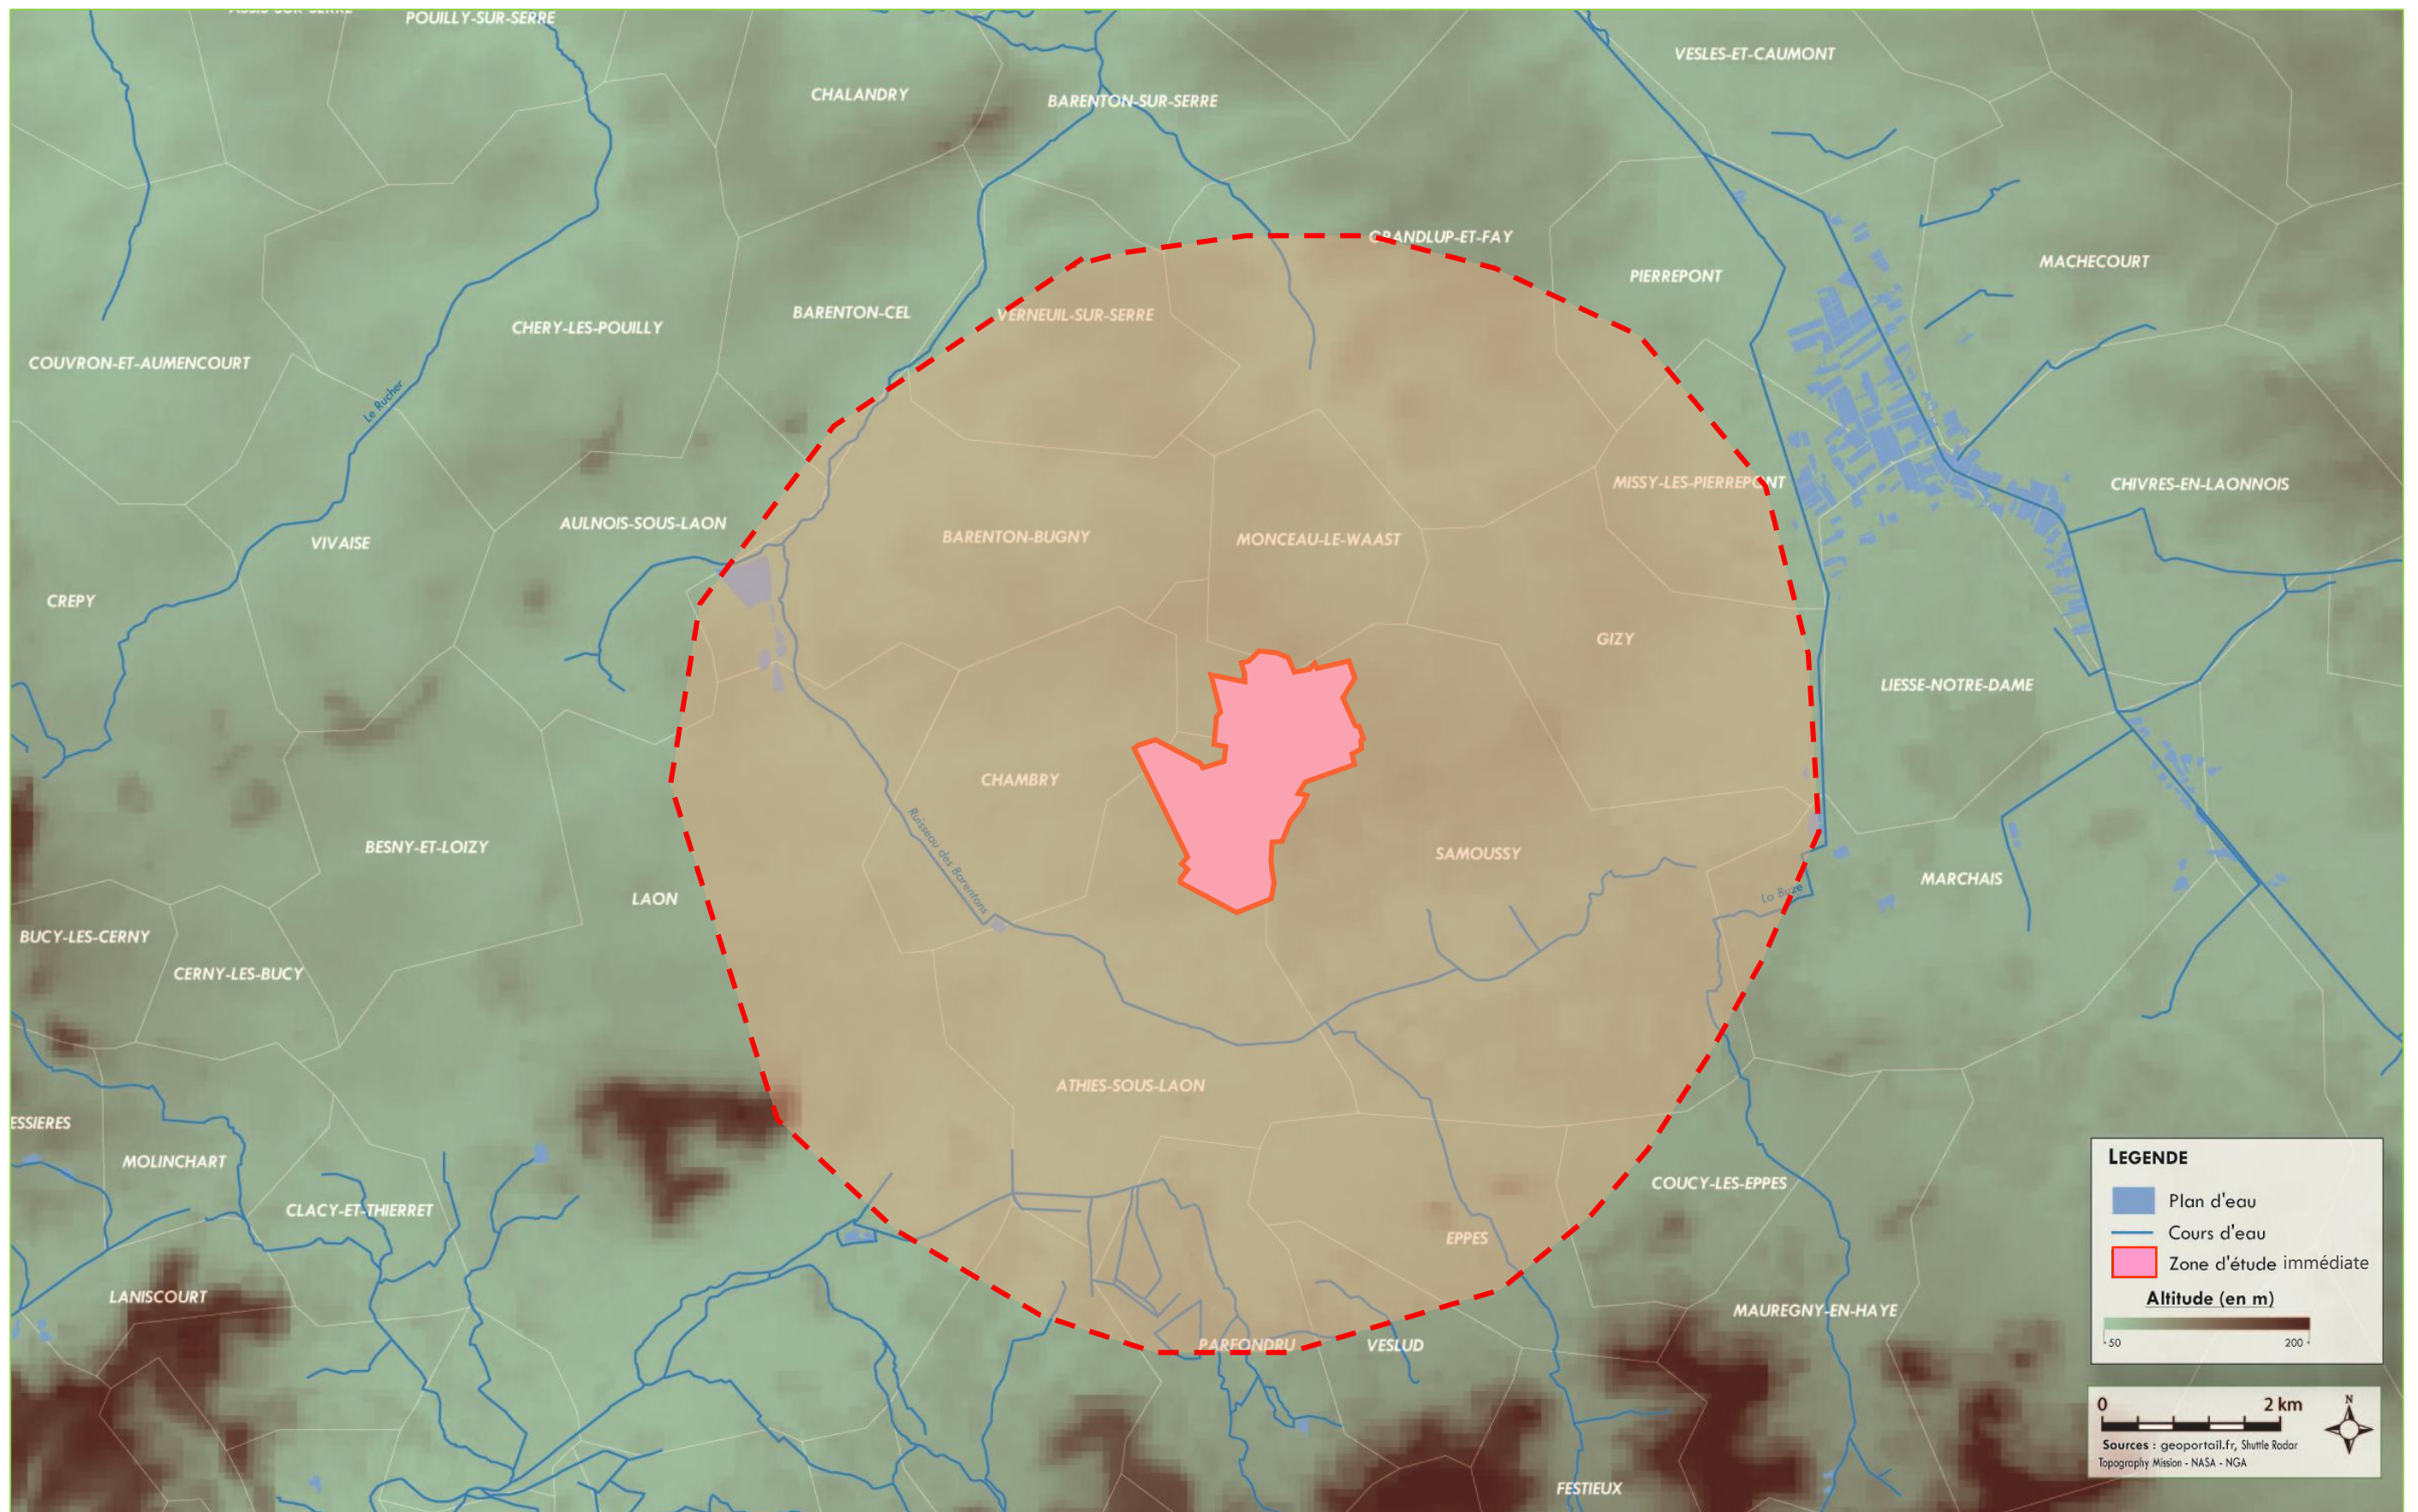 POUILLY-SUR-SERRE
VESLES-ET-CAUMONT
CHALANDRY
BARENTON-SUR-SERRE
GRANDLUP-ET-FAY
MACHECOURT
PIERREPONT
BARENTON-CEL
VERNEUIL-SUR-SERRE
CHERY-LES-POUILLY
COUVRON-ET-AUMENCOURT
Le Rucher
MISSY-LES-PIERREPONT
CHIVRES-EN-LAONNOIS
AULNOIS-SOUS-LAON
BARENTON-BUGNY
MONCEAU-LE-WAAST
VIVAISE
CREPY
GIZY
LIESSE-NOTRE-DAME
CHAMBRY
BESNY-ET-LOIZY
Ruisseau des Barentons
SAMOUSSY
MARCHAIS
La Buze
LAON
BUCY-LES-CERNY
CERNY-LES-BUCY
ATHIES-SOUS-LAON
ESSIERES
MOLINCHART
COUCY-LES-EPPES
CLACY-ET-THIERRET
EPPES
LANISCOURT
MAUREGNY-EN-HAYE
PARFONDRU
VESLUD
FESTIEUX
LEGENDE
Plan d'eau
Cours d'eau
Zone d'étude immédiate
Altitude (en m)
50 200
0 2 km
N
Sources : geoportail.fr, Shuttle Radar
Topography Mission - NASA - NGA